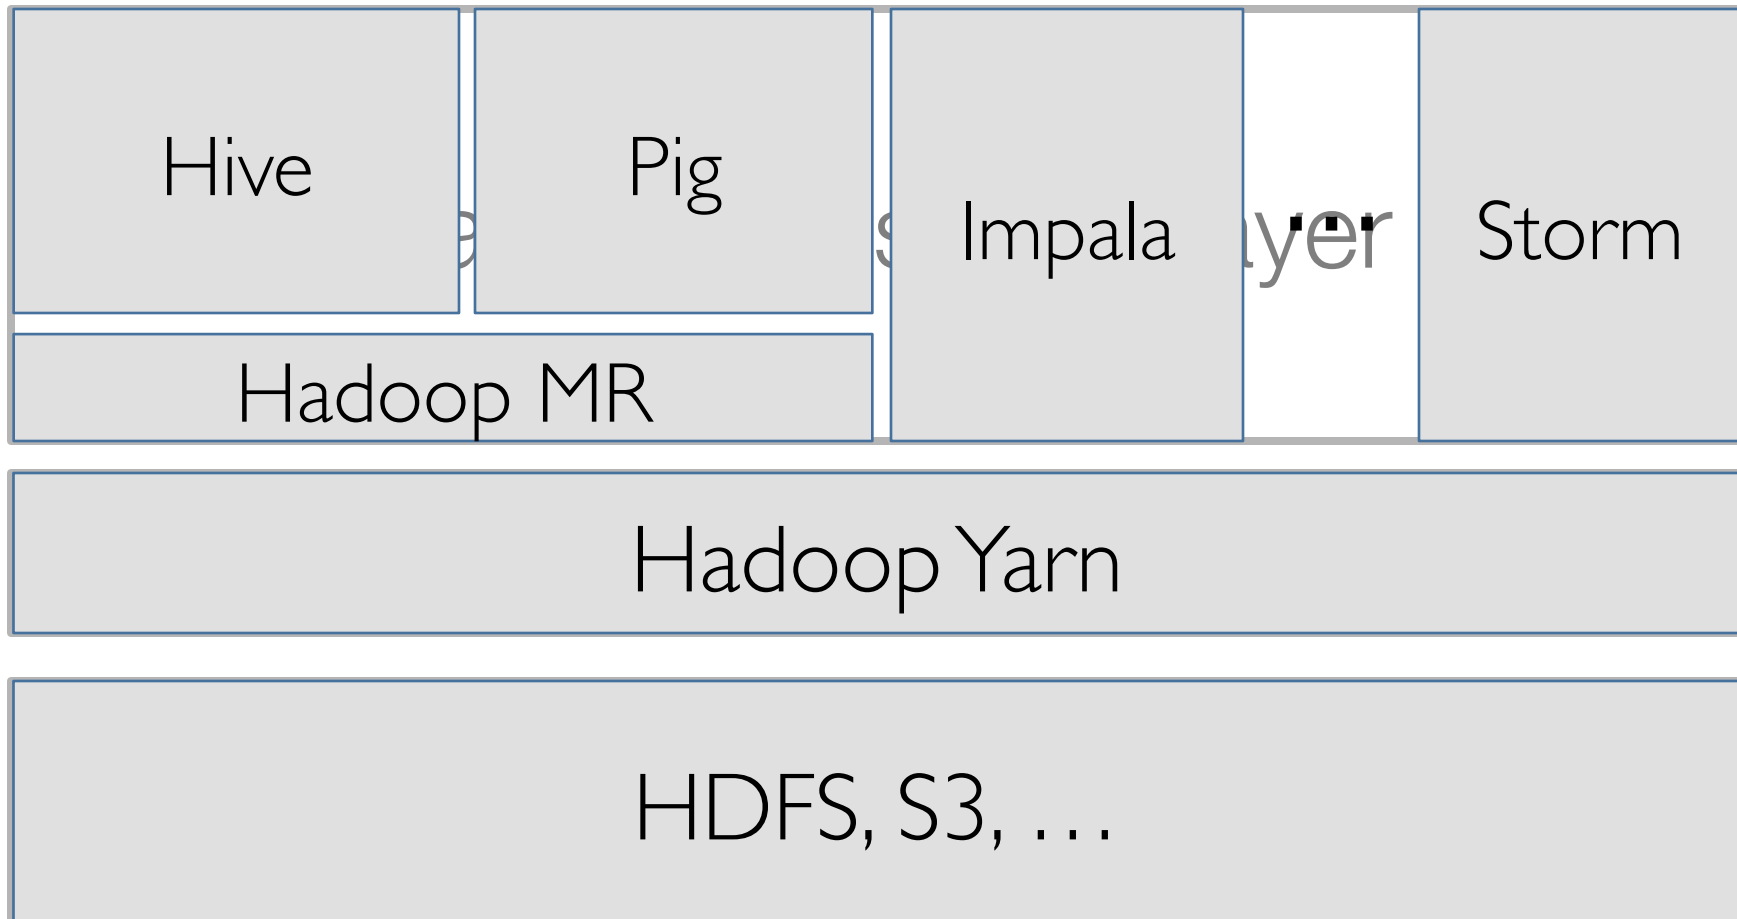 Hive
Pig
Impala
...
Storm
Hadoop MR
Hadoop Yarn
HDFS, S3, …